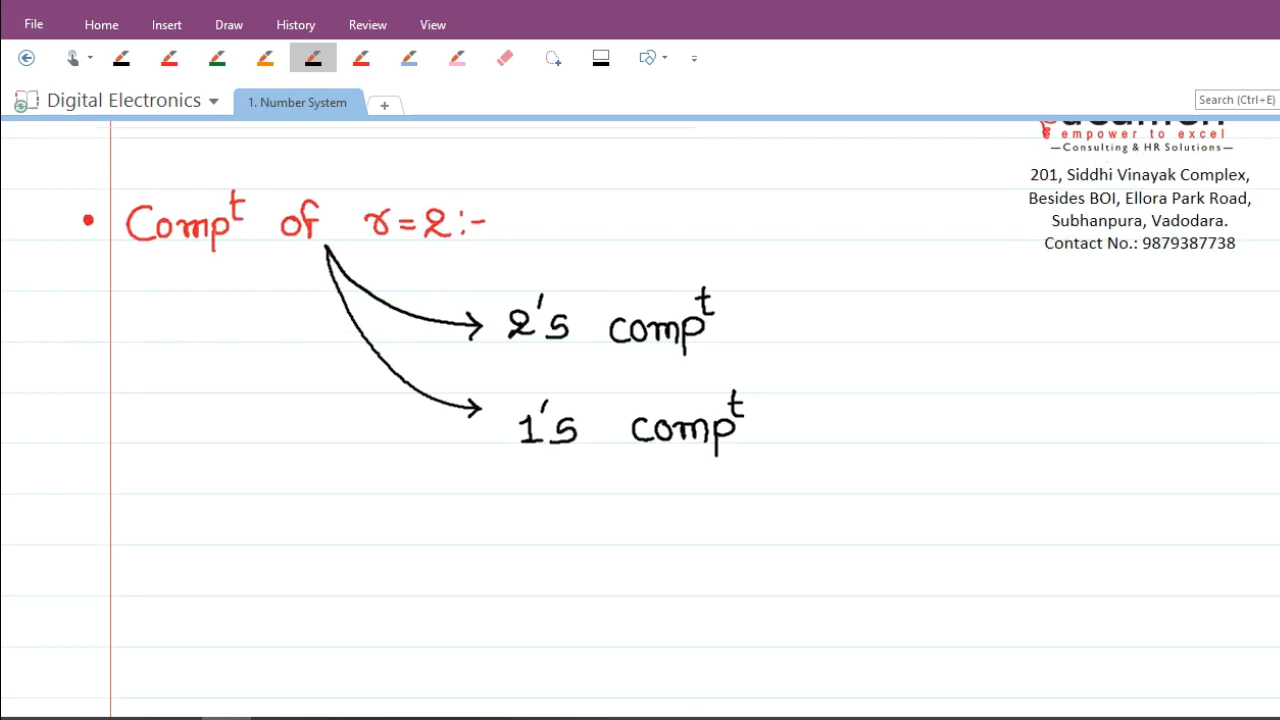 File Home Insert Draw History Review View
Digital Electronics 1. Number System Search (Ctrl+E)
empower to excel
—Consulting & HR Solutions—
201, Siddhi Vinayak Complex,
Besides BOI, Ellora Park Road,
Subhanpura, Vadodara.
Contact No.: 9879387738
• Compᵗ of r=2:-
2's compᵗ
1's compᵗ